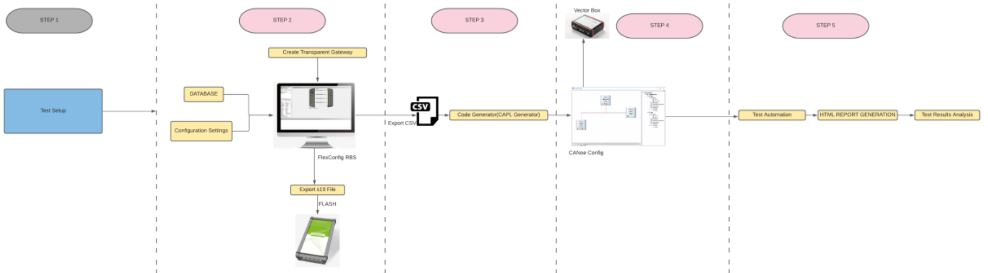 STEP 1
STEP 2
STEP 3
STEP 4
STEP 5
Vector Box
Create Transparent Gateway
DATABASE
Configuration Settings
Test Setup
CSV
Export CSV
Code Generator(CAPL Generator)
Test Automation
HTML REPORT GENERATION
Test Results Analysis
CANoe Config
FlexConfig RBS
Export s19 File
FLASH